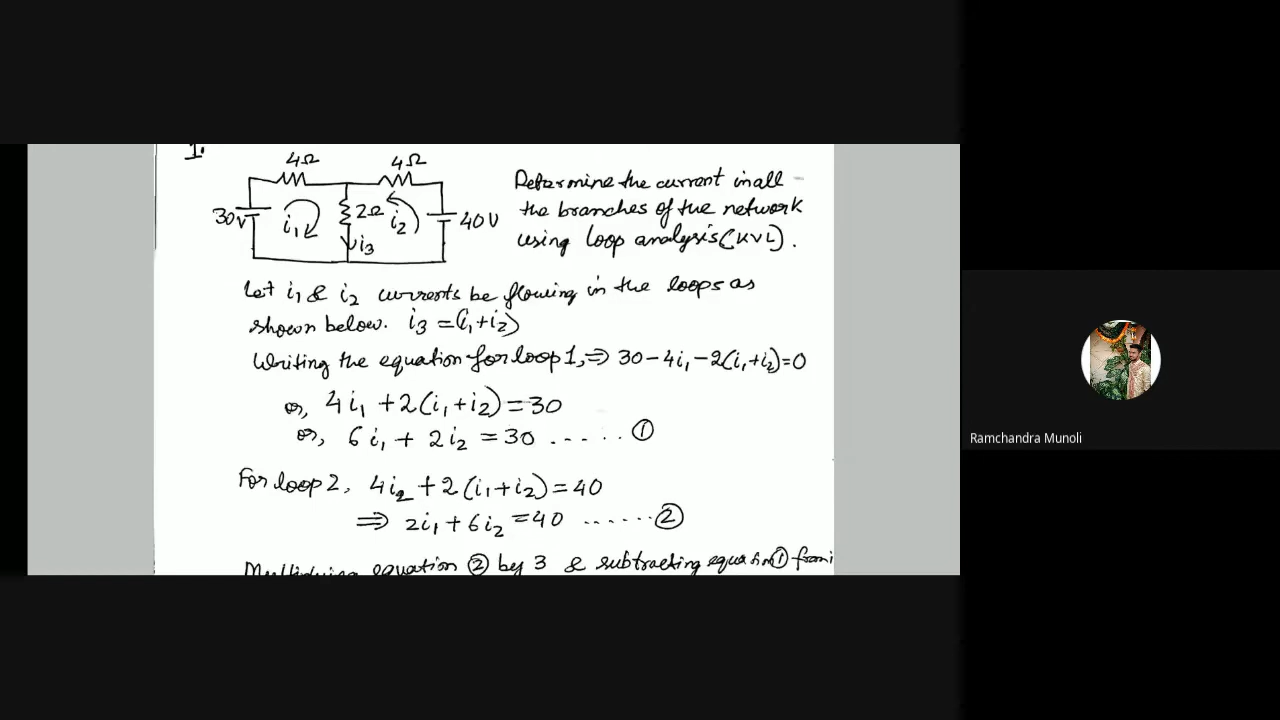 1.
4Ω 4Ω
30V i₁ 2Ω i₂ 40V
i₃
Determine the current in all
the branches of the network
using loop analysis (KVL).
Let i₁ & i₂ currents be flowing in the loops as
shown below. i₃ = (i₁+i₂)
Writing the equation for loop 1, ⇒ 30 - 4i₁ - 2(i₁+i₂) = 0
or, 4i₁ + 2(i₁+i₂) = 30
or, 6i₁ + 2i₂ = 30 ..... ①
For loop 2, 4i₂ + 2(i₁+i₂) = 40
⇒ 2i₁ + 6i₂ = 40 ...... ②
Multiplying equation ② by 3 & subtracting equation ① from
Ramchandra Munoli